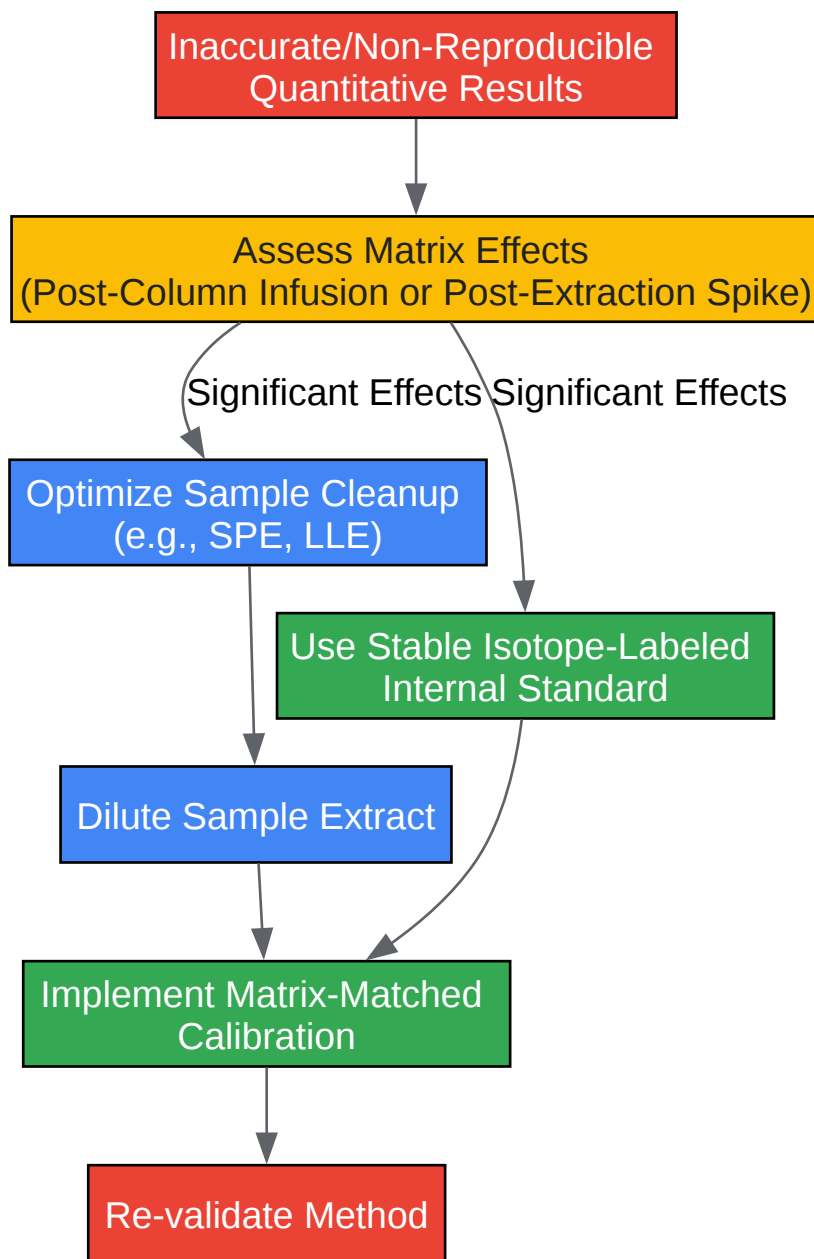 Inaccurate/Non-Reproducible
Quantitative Results
Assess Matrix Effects
(Post-Column Infusion or Post-Extraction Spike)
Significant Effects
Significant Effects
Optimize Sample Cleanup
(e.g., SPE, LLE)
Use Stable Isotope-Labeled
Internal Standard
Dilute Sample Extract
Implement Matrix-Matched
Calibration
Re-validate Method